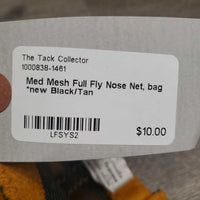 The Tack Collector
1000838-1461
Med Mesh Full Fly Nose Net, bag
*new Black/Tan
LFSYS2
$10.00